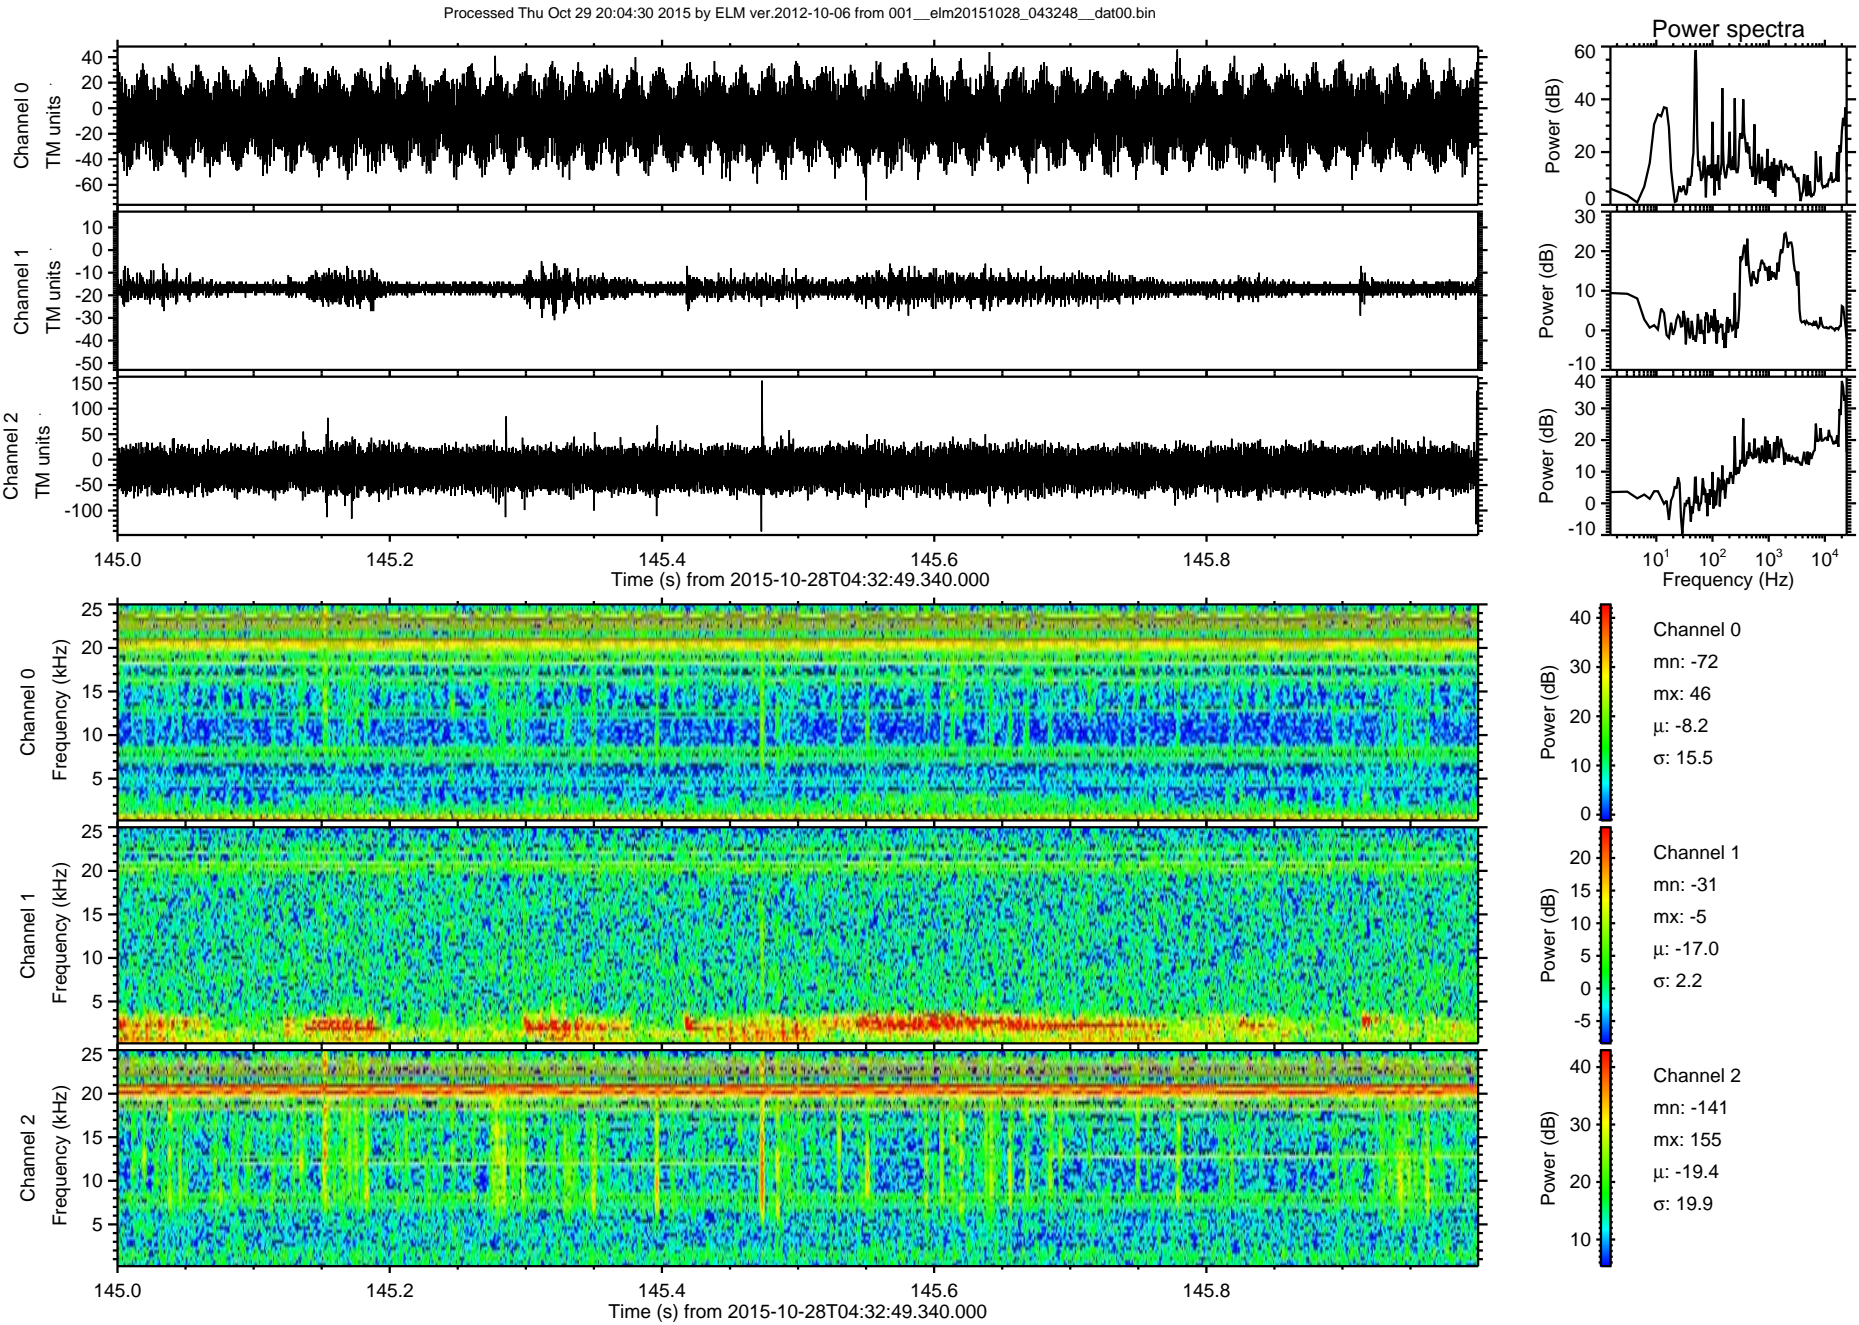 Processed Thu Oct 29 20:04:30 2015 by ELM ver.2012-10-06 from 001__elm20151028_043248__dat00.bin
Power spectra
Channel 0
TM units
40
20
0
-20
-40
-60
Power (dB)
60
40
20
0
Channel 1
TM units
10
0
-10
-20
-30
-40
-50
Power (dB)
30
20
10
0
-10
Channel 2
TM units
150
100
50
0
-50
-100
Power (dB)
40
30
20
10
0
-10
145.0 145.2 145.4 145.6 145.8
Time (s) from 2015-10-28T04:32:49.340.000
10¹ 10² 10³ 10⁴
Frequency (Hz)
Channel 0
Frequency (kHz)
25
20
15
10
5
Power (dB)
40
30
20
10
0
Channel 0
mn: -72
mx: 46
μ: -8.2
σ: 15.5
Channel 1
Frequency (kHz)
25
20
15
10
5
Power (dB)
20
15
10
5
0
-5
Channel 1
mn: -31
mx: -5
μ: -17.0
σ: 2.2
Channel 2
Frequency (kHz)
25
20
15
10
5
Power (dB)
40
30
20
10
Channel 2
mn: -141
mx: 155
μ: -19.4
σ: 19.9
145.0 145.2 145.4 145.6 145.8
Time (s) from 2015-10-28T04:32:49.340.000